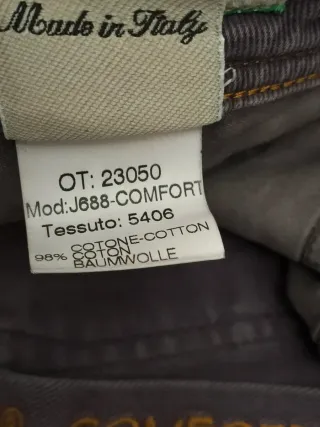 Made in Italy
OT: 23050
Mod:J688-COMFORT
Tessuto: 5406
COTONE-COTTON
98% COTON
BAUMWOLLE